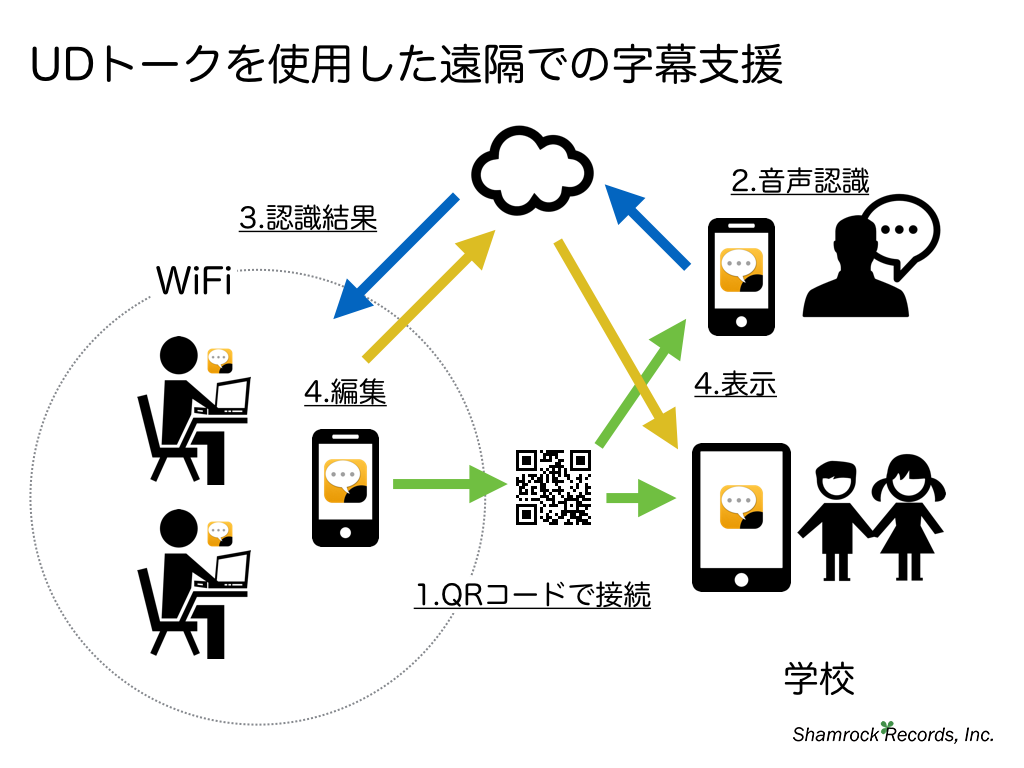 UDトークを使用した遠隔での字幕支援
2.音声認識
3.認識結果
WiFi
4.編集
4.表示
1.QRコードで接続
学校
Shamrock Records, Inc.